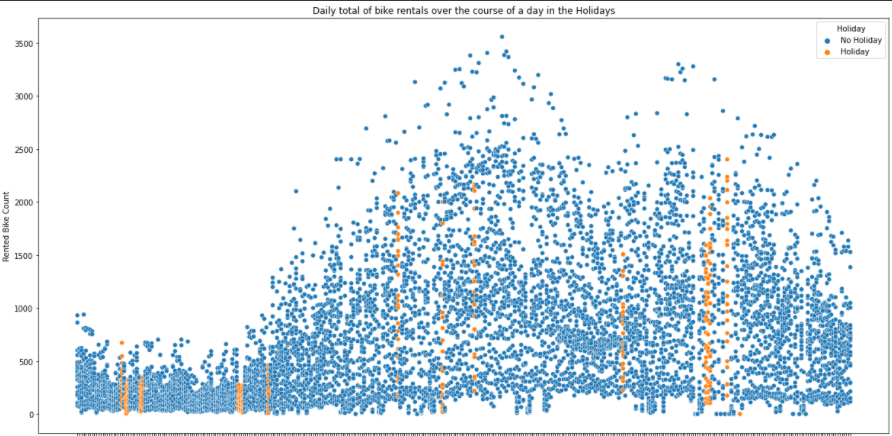 Daily total of bike rentals over the course of a day in the Holidays
Holiday
No Holiday
Holiday
Rented Bike Count
3500
3000
2500
2000
1500
1000
500
0